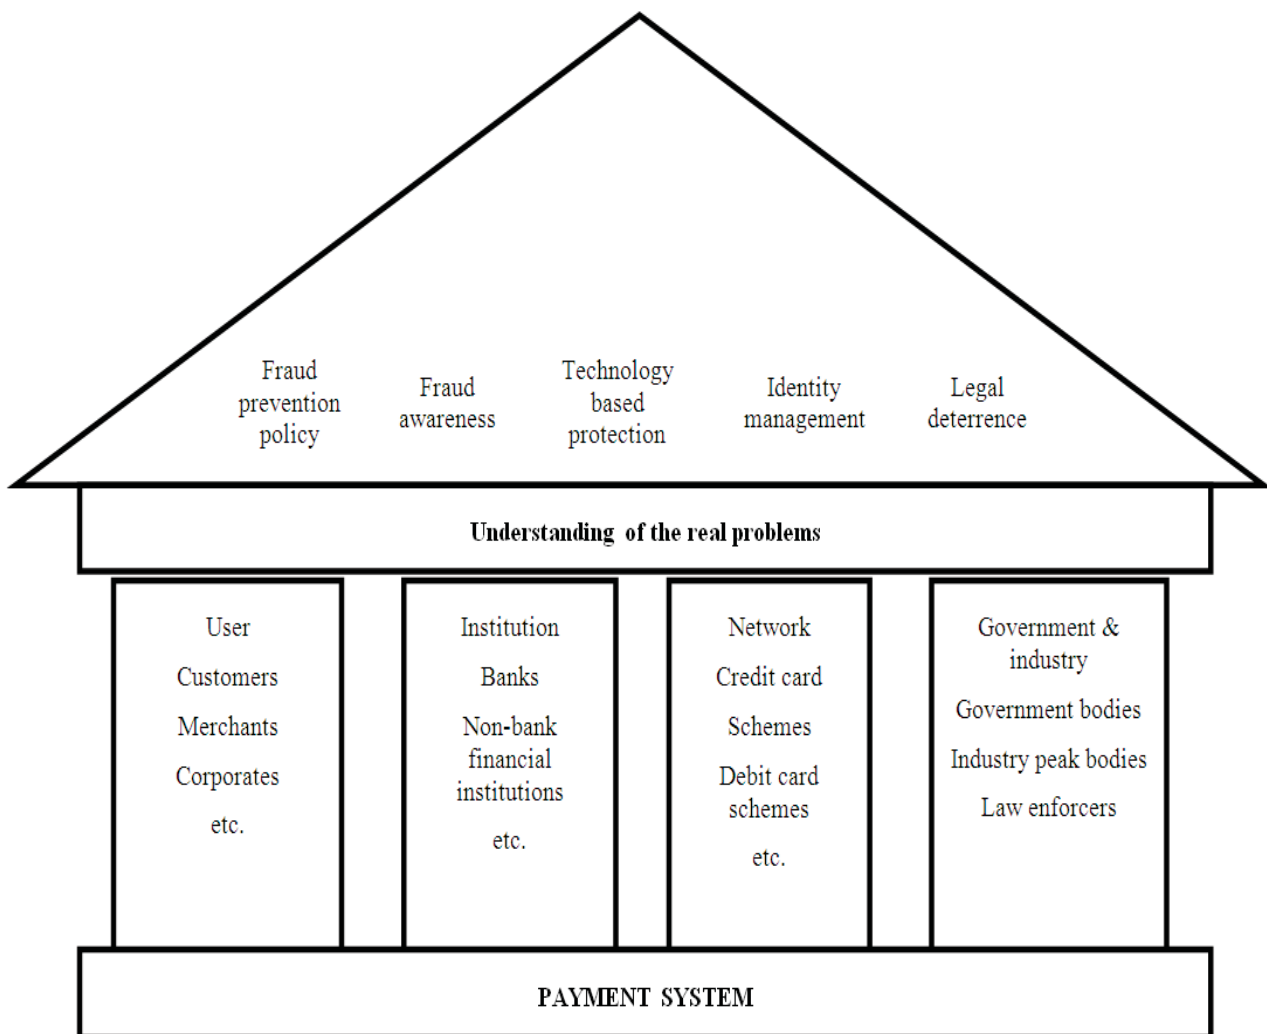 Fraud
prevention
policy
Fraud
awareness
Technology
based
protection
Identity
management
Legal
deterrence
Understanding of the real problems
User
Customers
Merchants
Corporates
etc.
Institution
Banks
Non-bank
financial
institutions
etc.
Network
Credit card
Schemes
Debit card
schemes
etc.
Government &
industry
Government bodies
Industry peak bodies
Law enforcers
PAYMENT SYSTEM